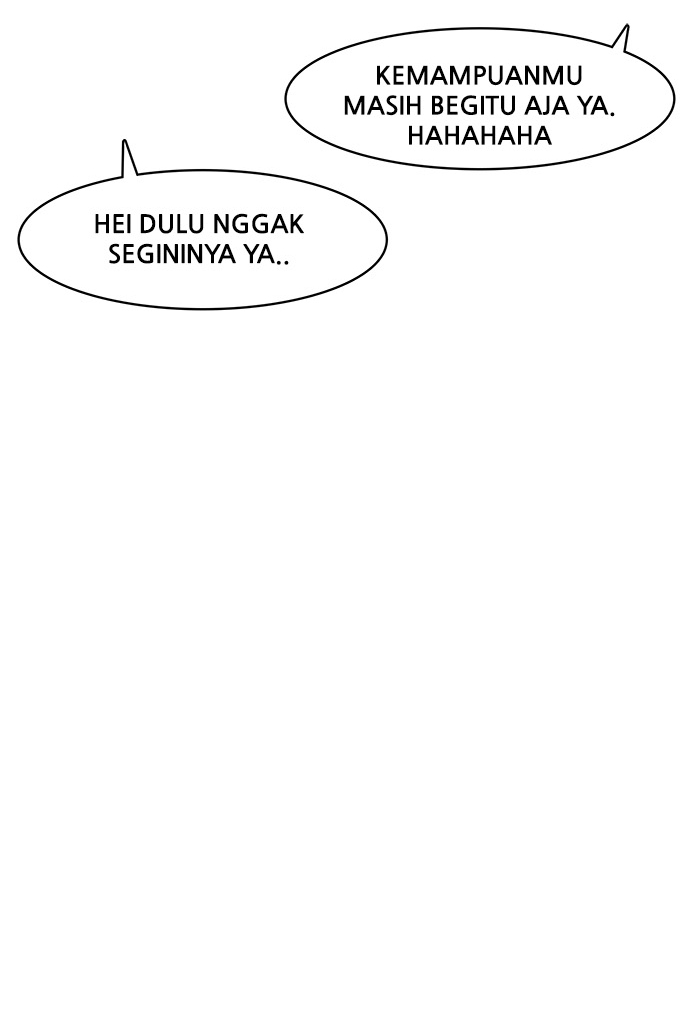 KEMAMPUANMU
MASIH BEGITU AJA YA.
HAHAHAHA
HEI DULU NGGAK
SEGININYA YA..